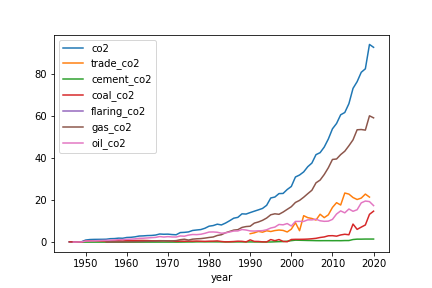 co2
trade_co2
cement_co2
coal_co2
flaring_co2
gas_co2
oil_co2
80
60
40
20
0
1950 1960 1970 1980 1990 2000 2010 2020
year